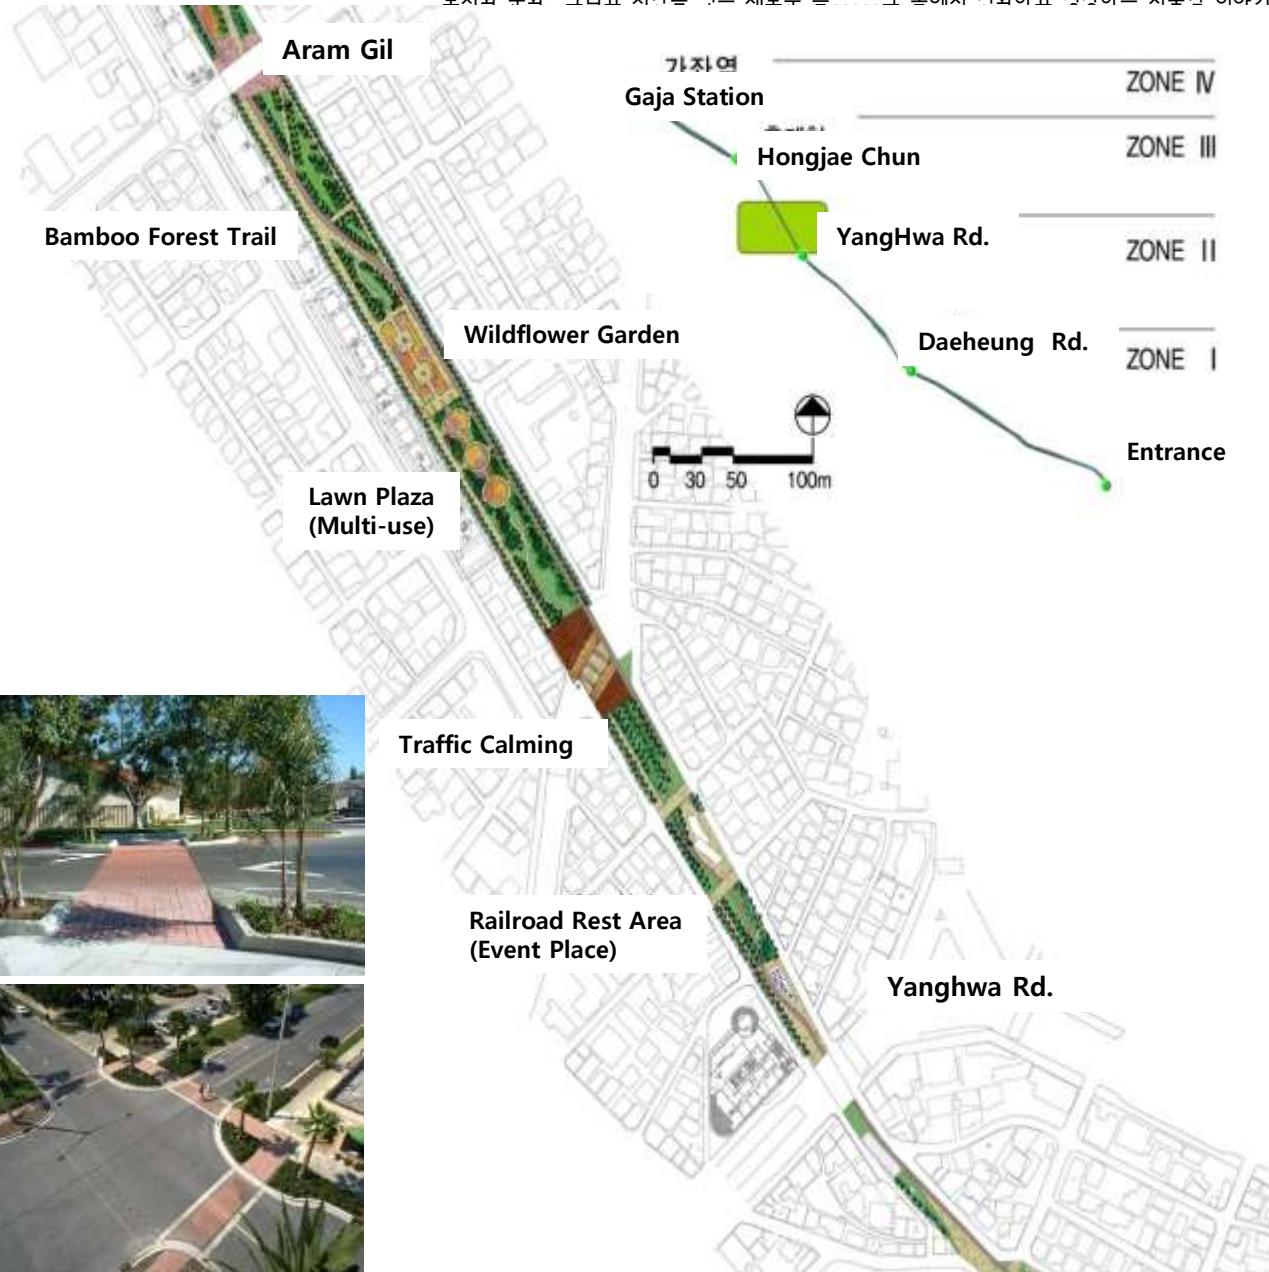 Aram Gil
가좌역
Gaja Station
ZONE Ⅳ
Hongjae Chun
ZONE Ⅲ
YangHwa Rd.
ZONE Ⅱ
Bamboo Forest Trail
Wildflower Garden
Daeheung Rd.
ZONE Ⅰ
Entrance
0 30 50 100m
Lawn Plaza
(Multi-use)
Traffic Calming
Railroad Rest Area
(Event Place)
Yanghwa Rd.